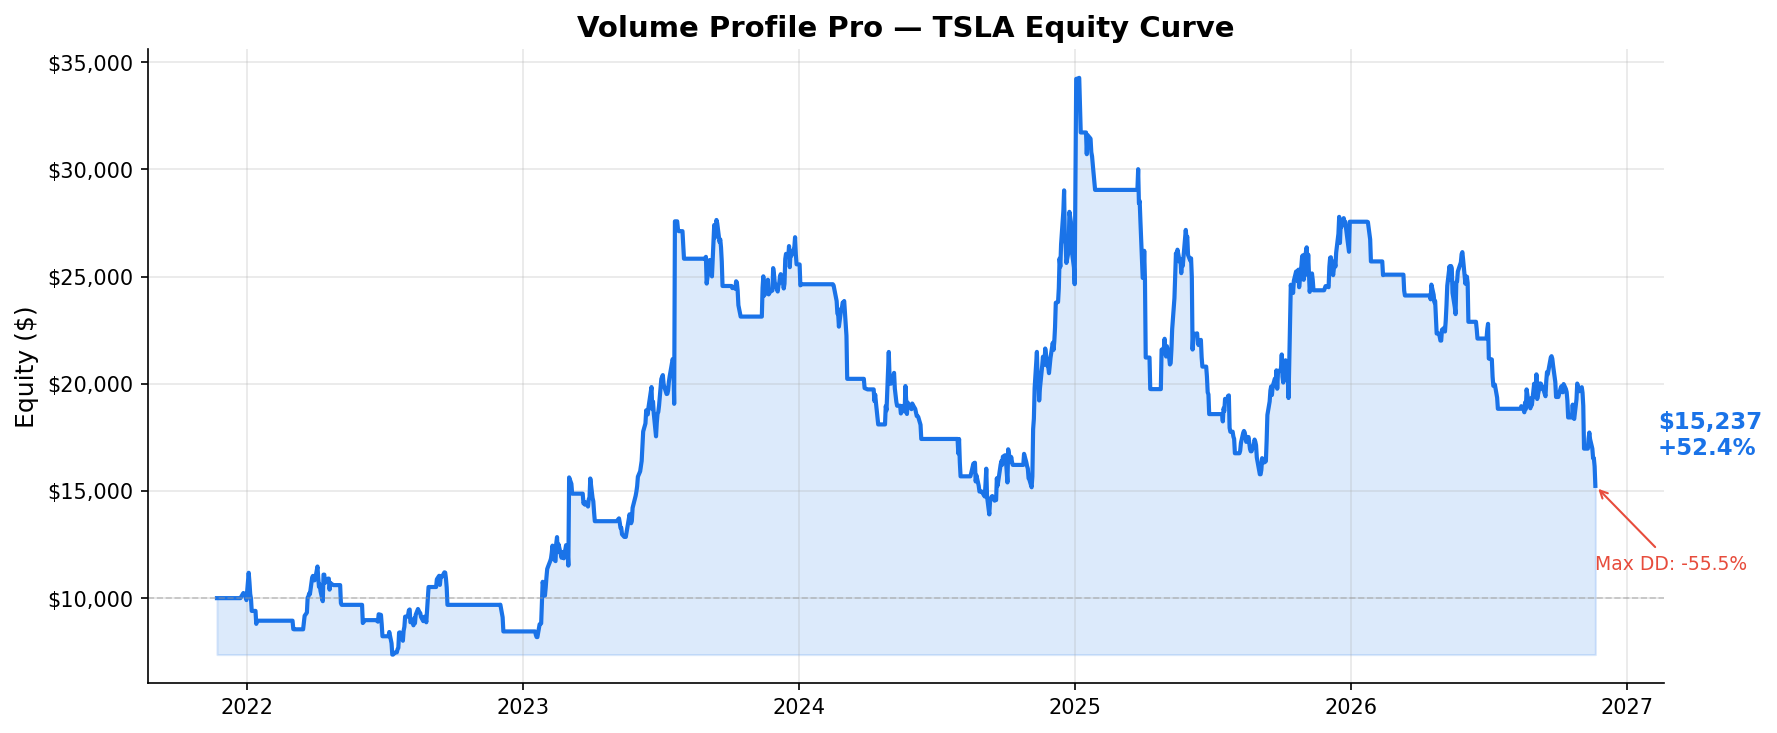 Volume Profile Pro — TSLA Equity Curve
Equity ($)
$35,000
$30,000
$25,000
$20,000
$15,000
$10,000
$15,237
+52.4%
Max DD: -55.5%
2022 2023 2024 2025 2026 2027